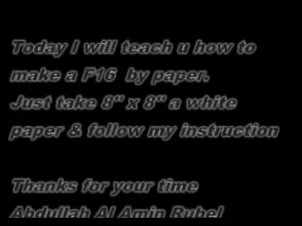 Today I will teach u how to
make a F16 by paper.
Just take 8" x 8" a white
paper & follow my instruction
Thanks for your time
Abdullah Al Amin Rubel